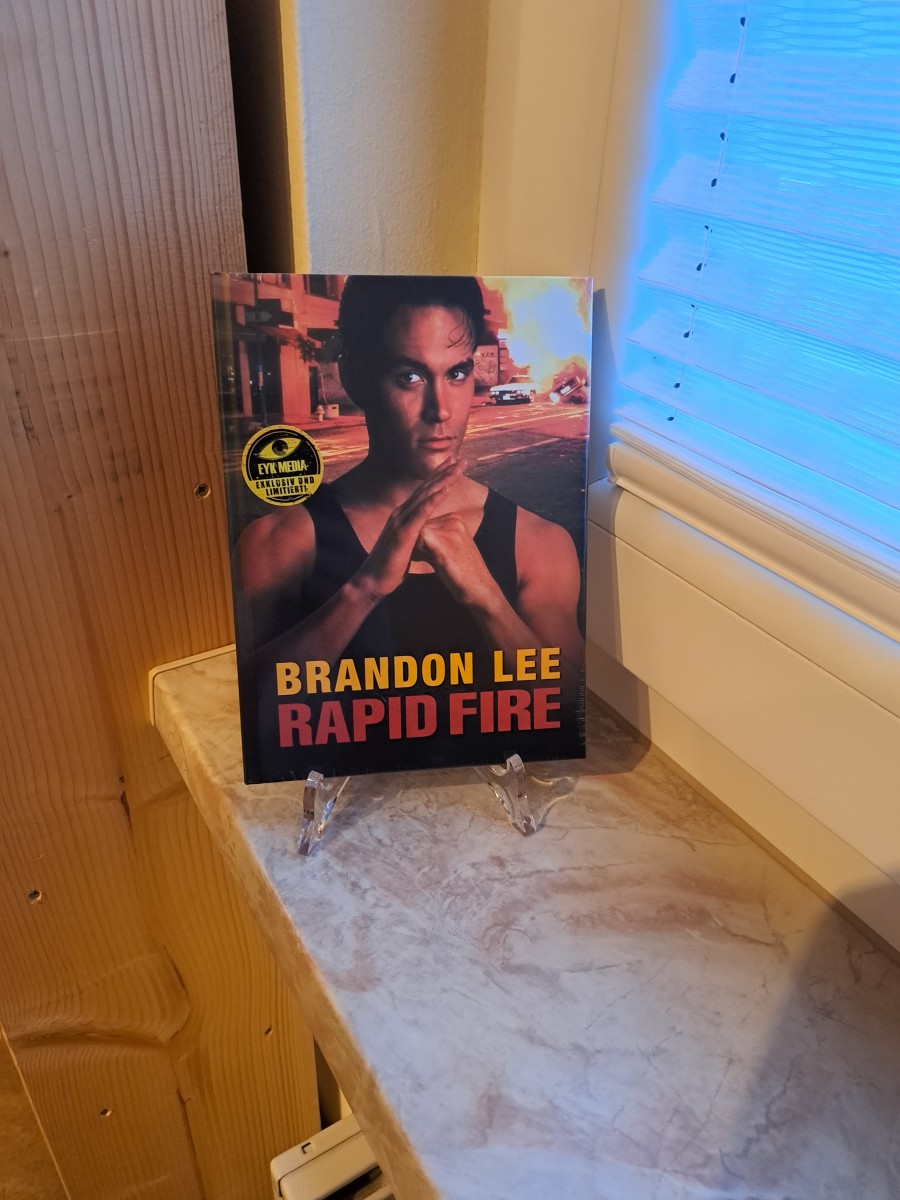 EYK MEDIA
EXKLUSIV UND
LIMITIERT!
BRANDON LEE
RAPID FIRE